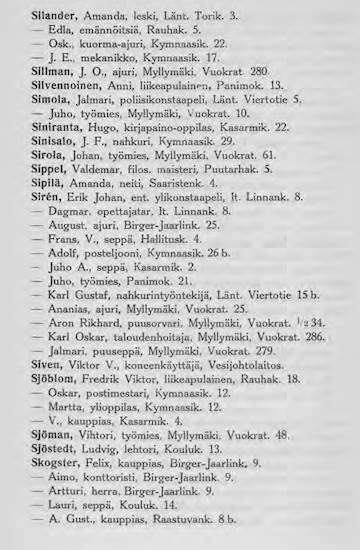 Silander, Amanda, leski, Länt. Torik. 3.
— Edla, emännöitsiä, Rauhak. 5.
— Osk., kuorma-ajuri, Kymnaasik. 22.
— J. E., mekanikko, Kymnaasik. 17.
Sillman, J. O., ajuri, Myllymäki, Vuokrat. 280.
Silvennoinen, Anni, liikeapulainen, Panimok. 13.
Simola, Jalmari, poliisikonstaapeli, Länt. Viertotie 5.
— Juho, työmies, Myllymäki, Vuokrat. 10.
Siniranta, Hugo, kirjapaino-oppilas, Kasarmik. 22.
Sinisalo, J. F., nahkuri, Kymnaasik. 29.
Sirola, Johan, työmies, Myllymäki, Vuokrat. 61.
Sippel, Valdemar, filos. maisteri, Puutarhak. 5.
Sipilä, Amanda, neiti, Saaristenk. 4.
Sirén, Erik Johan, ent. ylikonstaapeli, It. Linnank. 8.
— Dagmar, opettajatar, It. Linnank. 8.
— August, ajuri, Birger-Jaarlink. 25.
— Frans, V., seppä, Hallitusk. 4.
— Adolf, posteljooni, Kymnaasik. 26 b.
— Juho A., seppä, Kasarmik. 2.
— Juho, työmies, Panimok. 21.
— Karl Gustaf, nahkurintyöntekijä, Länt. Viertotie 15 b.
— Ananias, ajuri, Myllymäki, Vuokrat. 25.
— Aron Rikhard, puusorvari, Myllymäki, Vuokrat. 1/2 34.
— Karl Oskar, taloudenhoitaja, Myllymäki, Vuokrat. 286.
— Jalmari, puuseppä, Myllymäki, Vuokrat. 279.
Siven, Viktor V., koneenkäyttäjä, Vesijohtolaitos.
Sjöblom, Fredrik Viktor, liikeapulainen, Rauhak. 18.
— Oskar, postimestari, Kymnaasik. 12.
— Martta, ylioppilas, Kymnaasik. 12.
— V., kauppias, Kasarmik. 4.
Sjöman, Vihtori, työmies, Myllymäki, Vuokrat. 48.
Sjöstedt, Ludvig, lehtori, Kouluk. 13.
Skogster, Felix, kauppias, Birger-Jaarlink. 9.
— Aimo, konttoristi, Birger-Jaarlink. 9.
— Artturi, herra, Birger-Jaarlink. 9.
— Lauri, seppä, Kouluk. 14.
— A. Gust., kauppias, Raastuvank. 8 b.